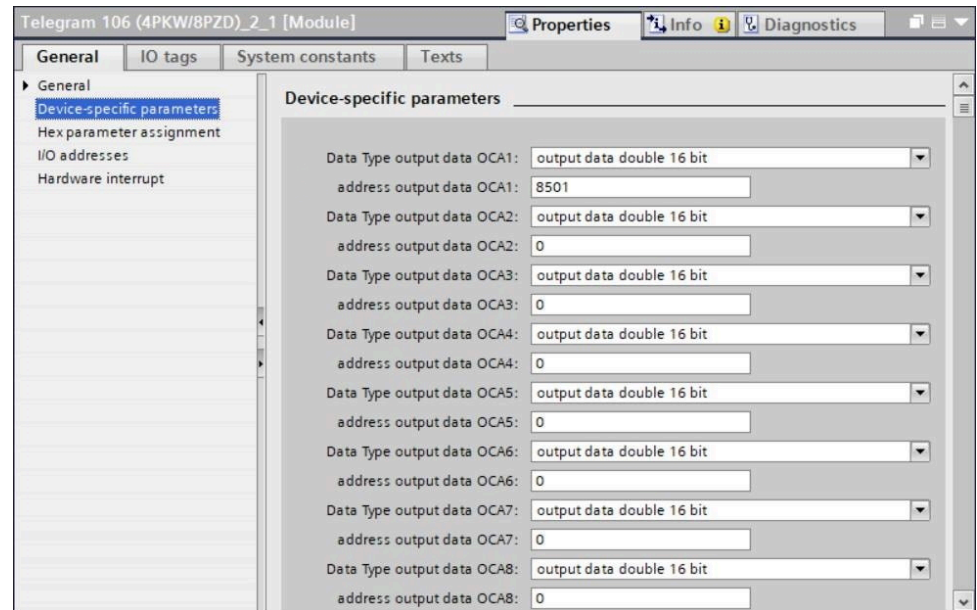 Telegram 106 (4PKW/8PZD)_2_1 [Module]
Properties
Info
Diagnostics
General
IO tags
System constants
Texts
General
Device-specific parameters
Hex parameter assignment
I/O addresses
Hardware interrupt
Device-specific parameters
Data Type output data OCA1: output data double 16 bit
address output data OCA1: 8501
Data Type output data OCA2: output data double 16 bit
address output data OCA2: 0
Data Type output data OCA3: output data double 16 bit
address output data OCA3: 0
Data Type output data OCA4: output data double 16 bit
address output data OCA4: 0
Data Type output data OCA5: output data double 16 bit
address output data OCA5: 0
Data Type output data OCA6: output data double 16 bit
address output data OCA6: 0
Data Type output data OCA7: output data double 16 bit
address output data OCA7: 0
Data Type output data OCA8: output data double 16 bit
address output data OCA8: 0